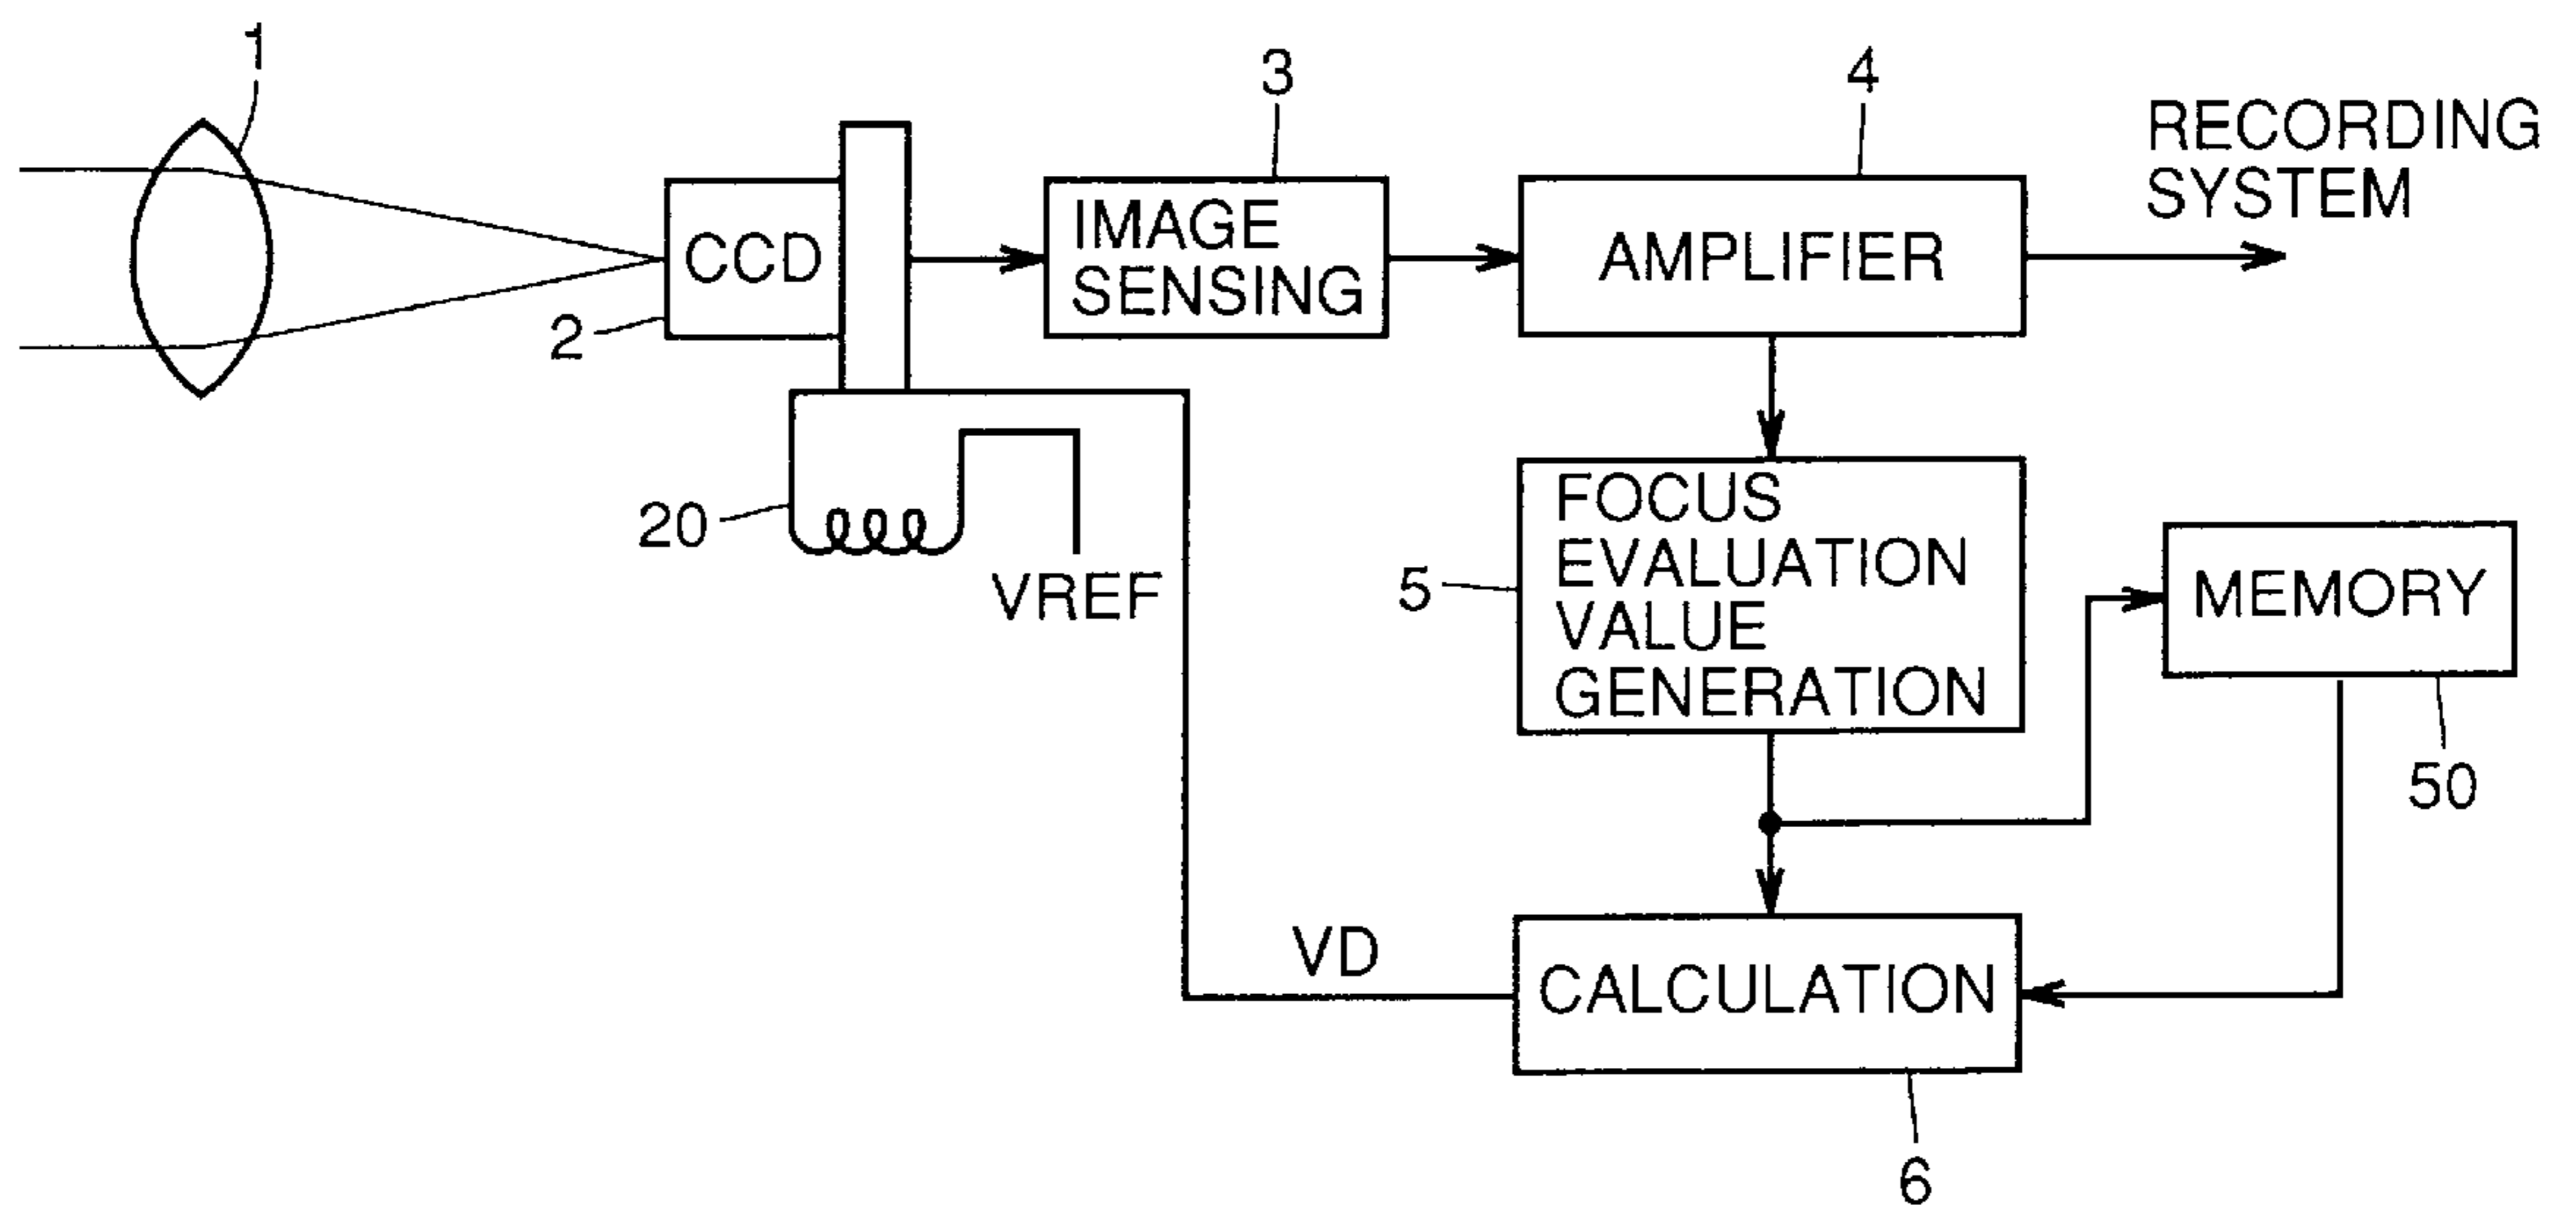 1
3
4
RECORDING
SYSTEM
CCD
IMAGE
SENSING
AMPLIFIER
2
20
VREF
5
FOCUS
EVALUATION
VALUE
GENERATION
MEMORY
50
VD
CALCULATION
6